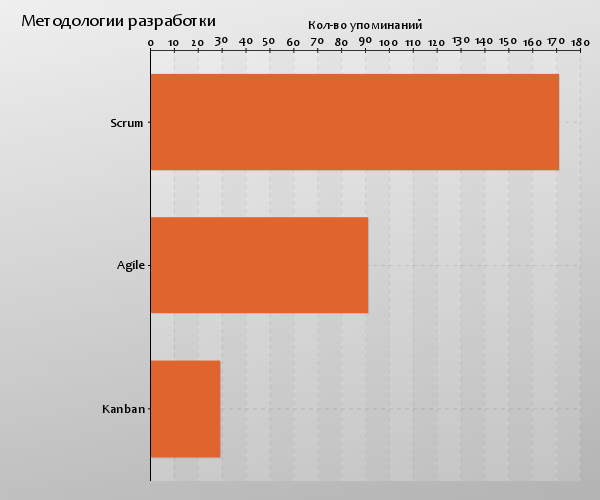 Методологии разработки
Кол-во упоминаний
0 10 20 30 40 50 60 70 80 90 100 110 120 130 140 150 160 170 180
Scrum
Agile
Kanban